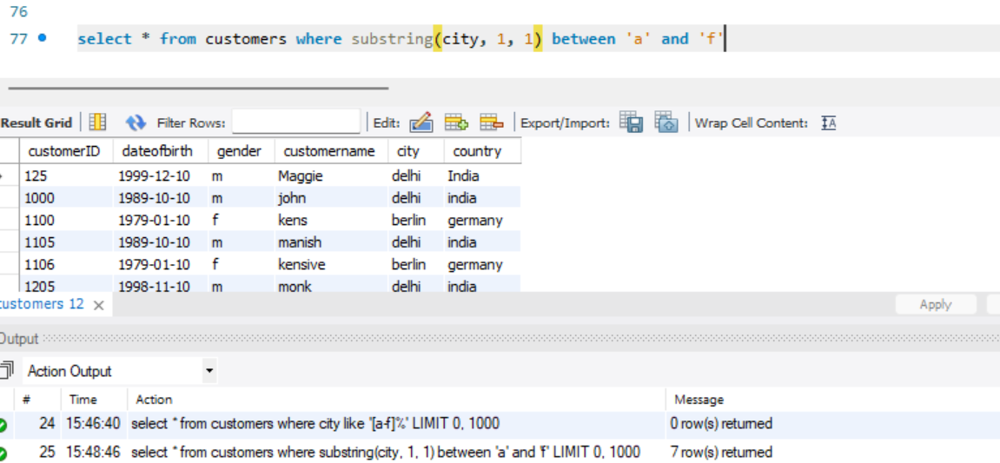 76
77 select * from customers where substring(city, 1, 1) between 'a' and 'f'
Result Grid Filter Rows: Edit: Export/Import: Wrap Cell Content:
customerID dateofbirth gender customername city country
125 1999-12-10 m Maggie delhi India
1000 1989-10-10 m john delhi india
1100 1979-01-10 f kens berlin germany
1105 1989-10-10 m manish delhi india
1106 1979-01-10 f kensive berlin germany
1205 1998-11-10 m monk delhi india
customers 12 Apply
Output
Action Output
# Time Action Message
24 15:46:40 select * from customers where city like '[a-f]%' LIMIT 0, 1000 0 row(s) returned
25 15:48:46 select * from customers where substring(city, 1, 1) between 'a' and 'f' LIMIT 0, 1000 7 row(s) returned